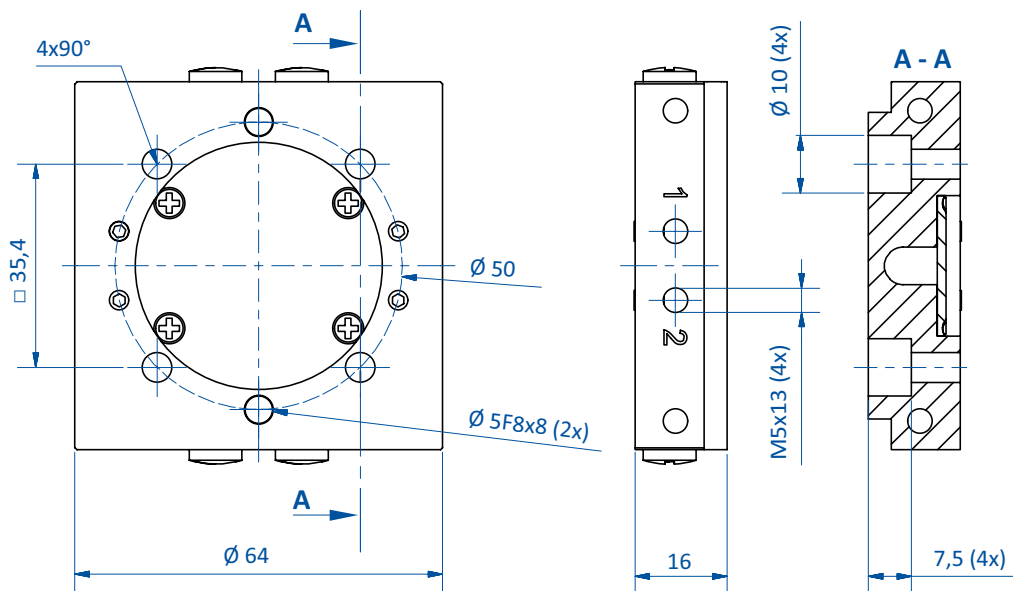 A
4x90°
□ 35,4
Ø 50
Ø 5F8x8 (2x)
A
Ø 64
1
2
M5x13 (4x)
16
Ø 10 (4x)
A - A
7,5 (4x)